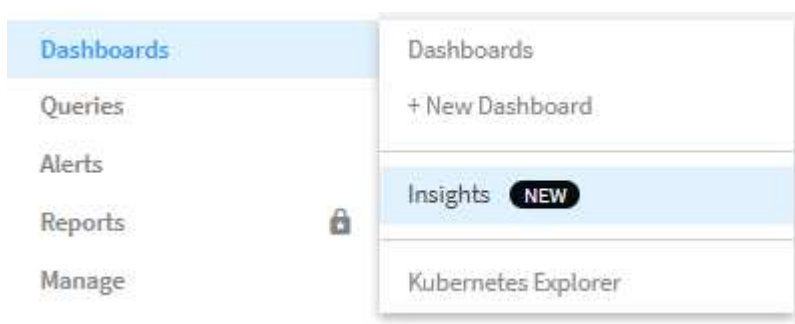 Dashboards
Queries
Alerts
Reports
Manage
Dashboards
+ New Dashboard
Insights NEW
Kubernetes Explorer